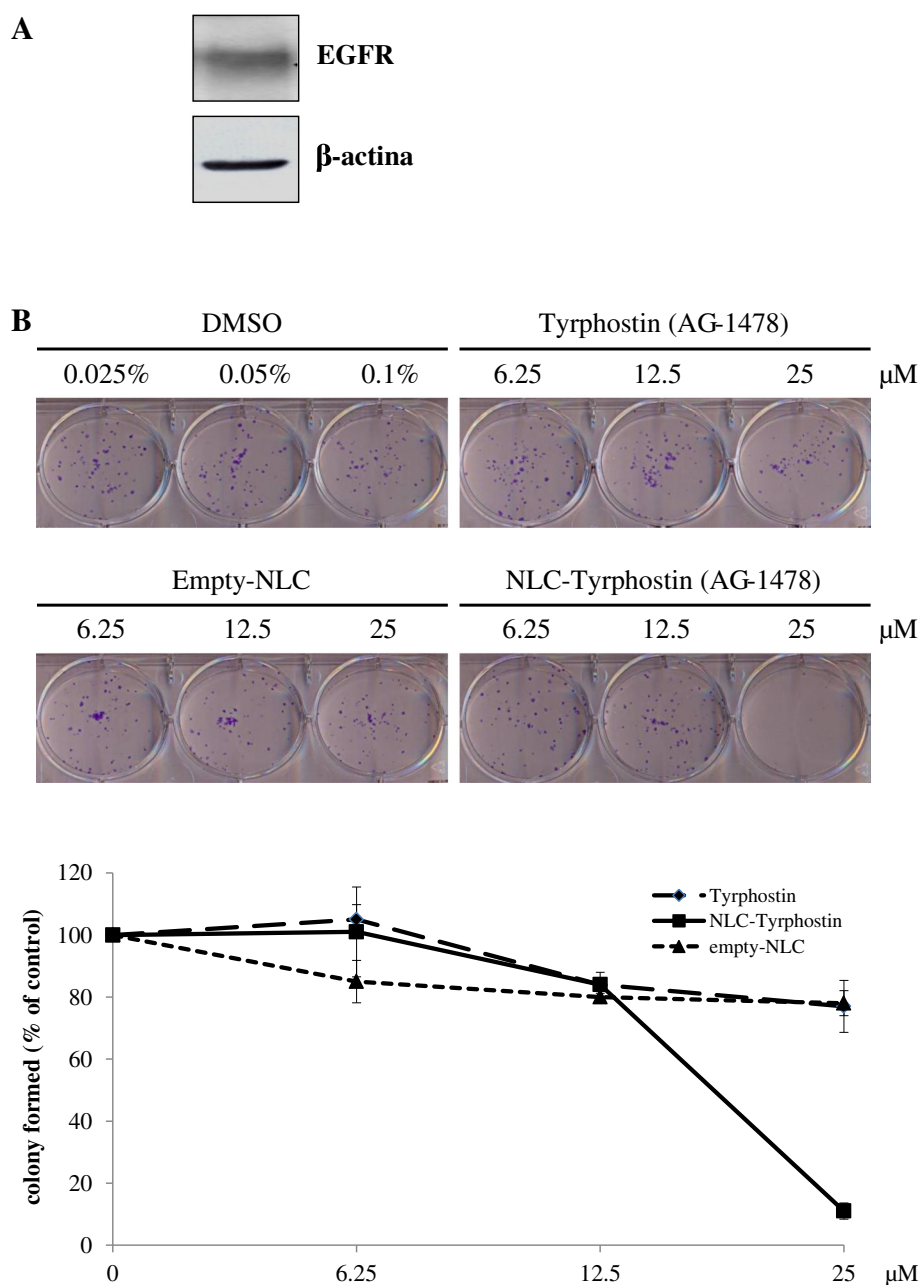 A
EGFR
β-actina
B
DMSO
Tyrphostin (AG-1478)
0.025% 0.05% 0.1%
6.25 12.5 25 μM
Empty-NLC
NLC-Tyrphostin (AG-1478)
6.25 12.5 25
6.25 12.5 25 μM
colony formed (% of control)
120
100
80
60
40
20
0
Tyrphostin
NLC-Tyrphostin
empty-NLC
0 6.25 12.5 25 μM